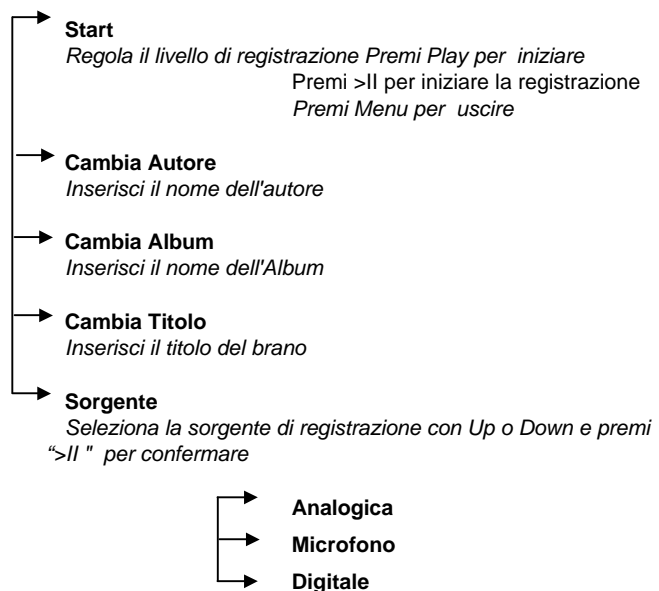 Start
Regola il livello di registrazione Premi Play per iniziare
Premi >II per iniziare la registrazione
Premi Menu per uscire
Cambia Autore
Inserisci il nome dell'autore
Cambia Album
Inserisci il nome dell'Album
Cambia Titolo
Inserisci il titolo del brano
Sorgente
Seleziona la sorgente di registrazione con Up o Down e premi
“>II " per confermare
Analogica
Microfono
Digitale